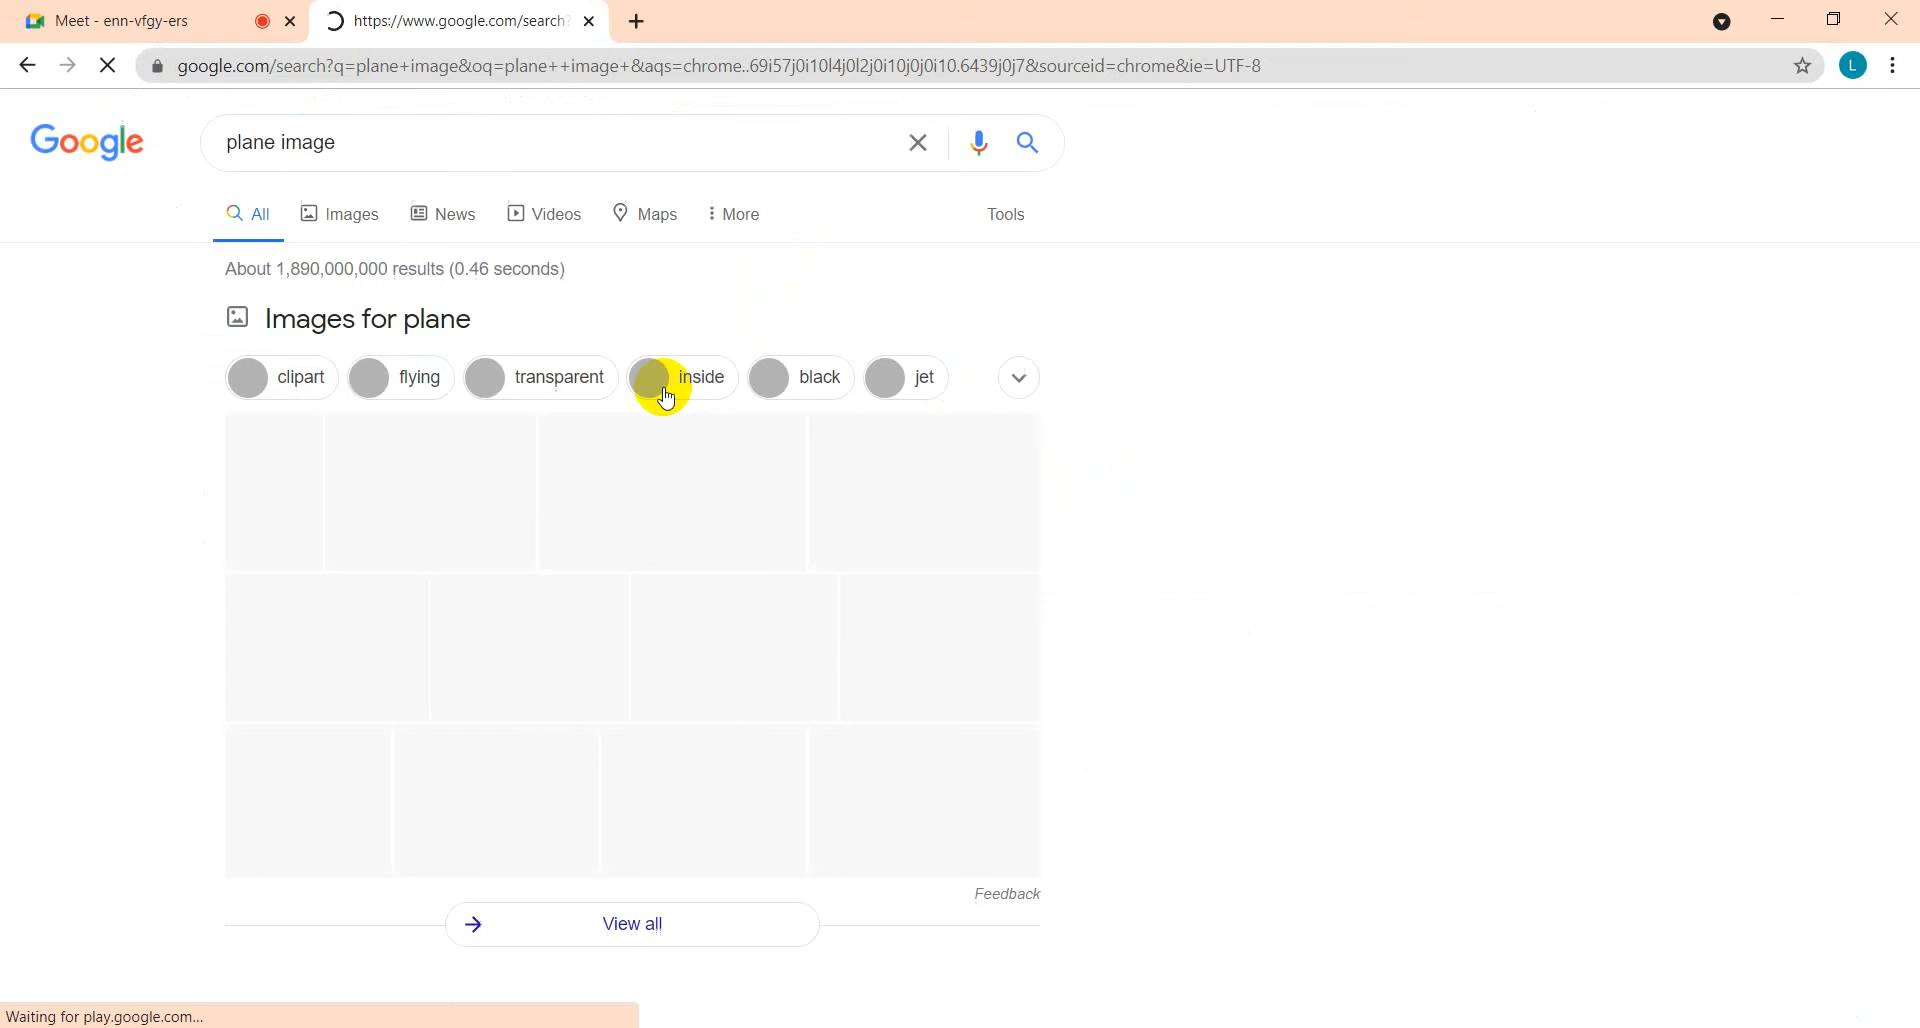 Meet - enn-vfgy-ers
https://www.google.com/search?
google.com/search?q=plane+image&oq=plane++image+&aqs=chrome..69i57j0i10l4j0l2j0i10j0j0i10.6439j0j7&sourceid=chrome&ie=UTF-8
L
Google
plane image
All Images News Videos Maps More Tools
About 1,890,000,000 results (0.46 seconds)
Images for plane
clipart flying transparent inside black jet
Feedback
View all
Waiting for play.google.com...